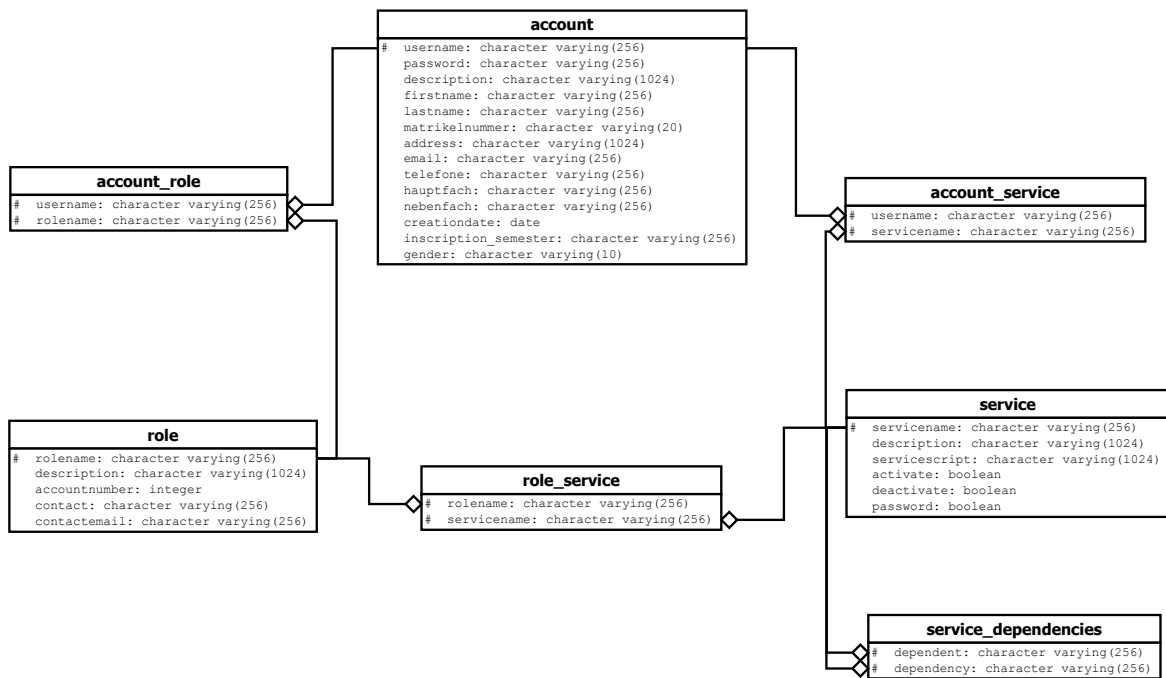 account
# username: character varying(256)
password: character varying(256)
description: character varying(1024)
firstname: character varying(256)
lastname: character varying(256)
matrikelnummer: character varying(20)
address: character varying(1024)
email: character varying(256)
telefone: character varying(256)
hauptfach: character varying(256)
nebenfach: character varying(256)
creationdate: date
inscription_semester: character varying(256)
gender: character varying(10)
account_role
# username: character varying(256)
# rolename: character varying(256)
account_service
# username: character varying(256)
# servicename: character varying(256)
role
# rolename: character varying(256)
description: character varying(1024)
accountnumber: integer
contact: character varying(256)
contactemail: character varying(256)
role_service
# rolename: character varying(256)
# servicename: character varying(256)
service
# servicename: character varying(256)
description: character varying(1024)
servicescript: character varying(1024)
activate: boolean
deactivate: boolean
password: boolean
service_dependencies
# dependent: character varying(256)
# dependency: character varying(256)